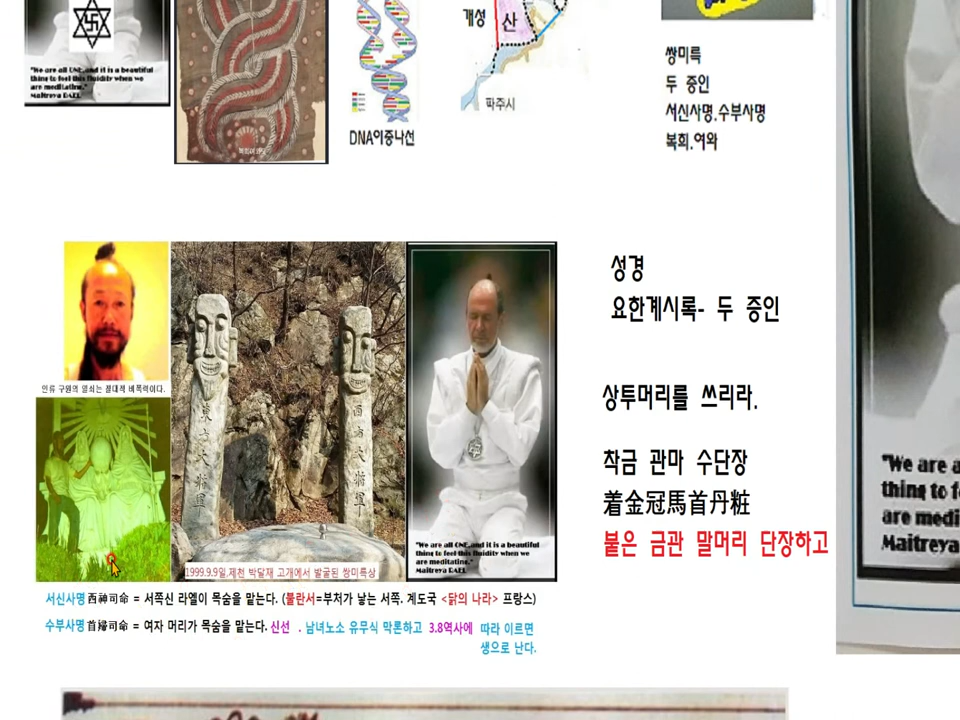 개성
산
파주시
"We are all ONE,and it is a beautiful
thing to feel this fluidity when we
are meditating."
Maitreya RAEL
DNA이중나선
쌍미륵
두 증인
서신사명.수부사명
복희.여와
성경
요한계시록- 두 증인
상투머리를 쓰리라.
착금 관마 수단장
着金冠馬首丹粧
붙은 금관 말머리 단장하고
인류 구원의 열쇠는 절대적 비폭력이다.
東方大將軍
西方大將軍
1999.9.9일.제천 박달재 고개에서 발굴된 쌍미륵상
"We are all ONE,and it is a beautiful
thing to feel this fluidity when we
are meditating."
Maitreya RAEL
서신사명西神司命 = 서쪽신 라엘이 목숨을 맡는다. (불란서=부처가 낳는 서쪽. 계도국 <닭의 나라> 프랑스)
수부사명首婦司命 = 여자 머리가 목숨을 맡는다. 신선 . 남녀노소 유무식 막론하고 3.8역사에 따라 이르면
생으로 난다.
"We are a
thing to f
are medi
Maitreya